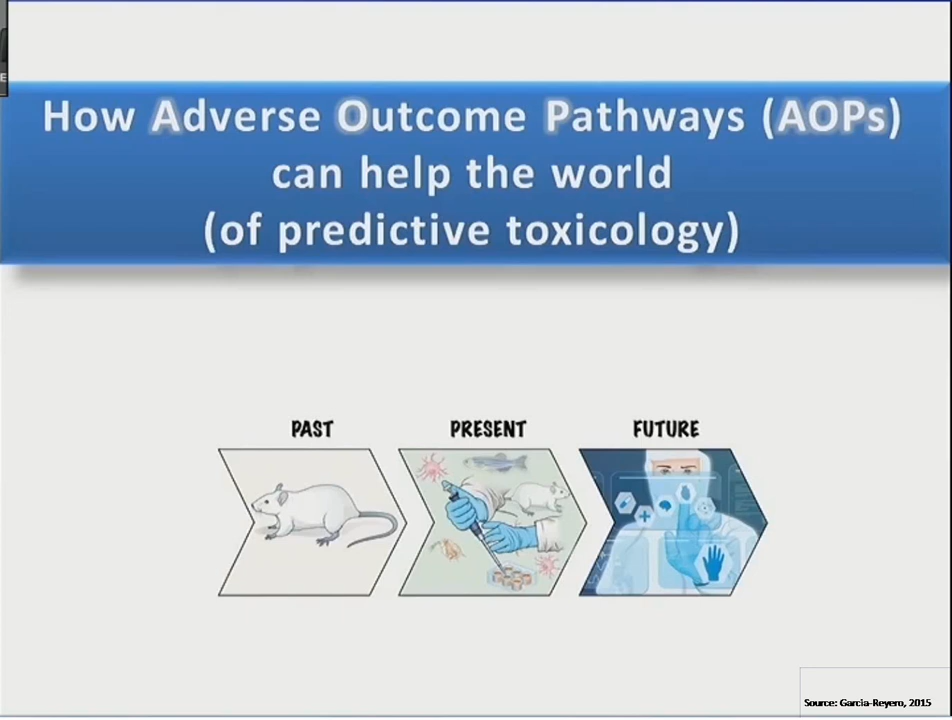 How Adverse Outcome Pathways (AOPs)
can help the world
(of predictive toxicology)
PAST
PRESENT
FUTURE
Source: Garcia-Reyero, 2015